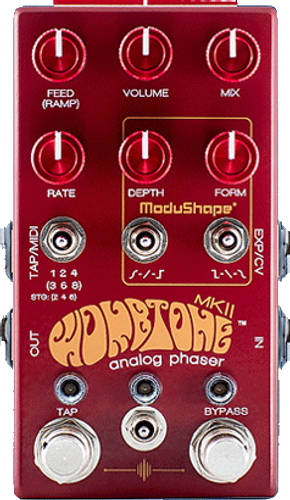 FEED VOLUME MIX
(RAMP)
RATE DEPTH FORM
ModuShape®
TAP/MIDI
EXP/CV
1 2 4
(3 6 8)
STG: (2 4 6)
OUT
WOMBTONE MKII ™
IN
analog phaser
TAP BYPASS